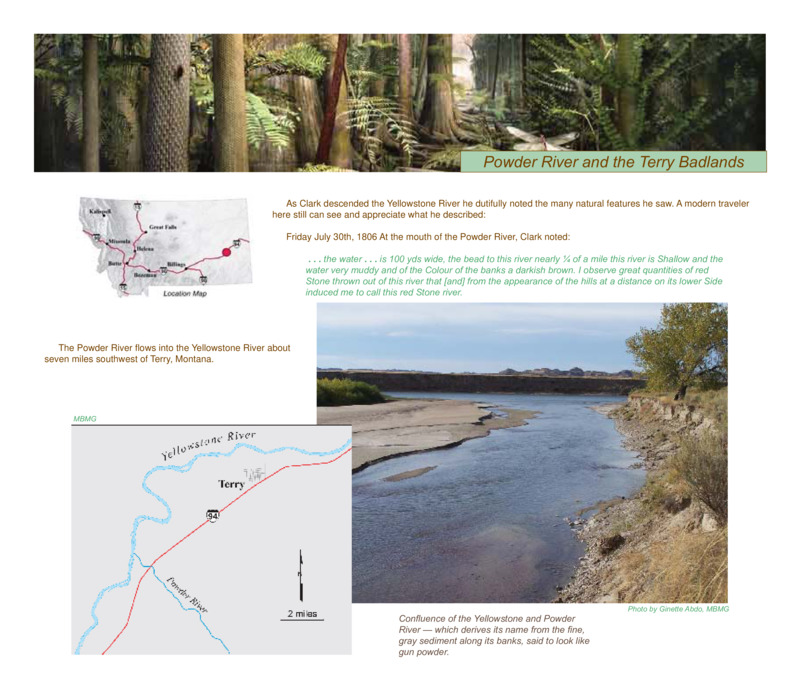 Powder River and the Terry Badlands
As Clark descended the Yellowstone River he dutifully noted the many natural features he saw. A modern traveler
here still can see and appreciate what he described:
Friday July 30th, 1806 At the mouth of the Powder River, Clark noted:
. . . the water . . . is 100 yds wide, the bead to this river nearly ¼ of a mile this river is Shallow and the
water very muddy and of the Colour of the banks a darkish brown. I observe great quantities of red
Stone thrown out of this river that [and] from the appearance of the hills at a distance on its lower Side
induced me to call this red Stone river.
Kalispell
15
Great Falls
90
Missoula
Helena
94
Butte
Billings
Bozeman
90
90
15
Location Map
The Powder River flows into the Yellowstone River about
seven miles southwest of Terry, Montana.
MBMG
Yellowstone River
Terry
94
Powder River
n
2 miles
Photo by Ginette Abdo, MBMG
Confluence of the Yellowstone and Powder
River — which derives its name from the fine,
gray sediment along its banks, said to look like
gun powder.